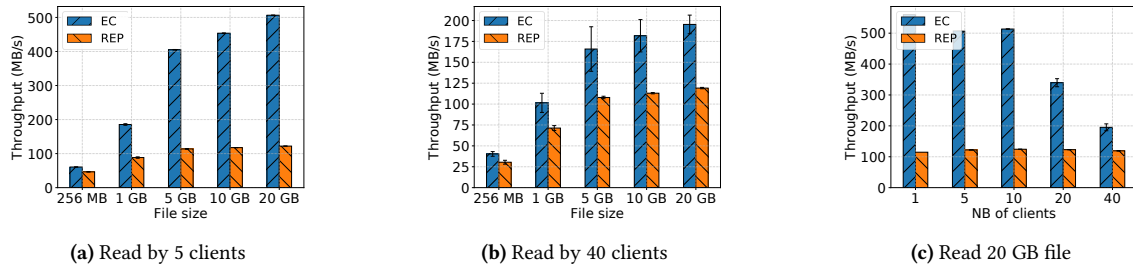 500
400
300
200
100
0
Throughput (MB/s)
EC
REP
256 MB 1 GB 5 GB 10 GB 20 GB
File size
(a) Read by 5 clients
200
175
150
125
100
75
50
25
0
Throughput (MB/s)
EC
REP
256 MB 1 GB 5 GB 10 GB 20 GB
File size
(b) Read by 40 clients
500
400
300
200
100
0
Throughput (MB/s)
EC
REP
1 5 10 20 40
NB of clients
(c) Read 20 GB file